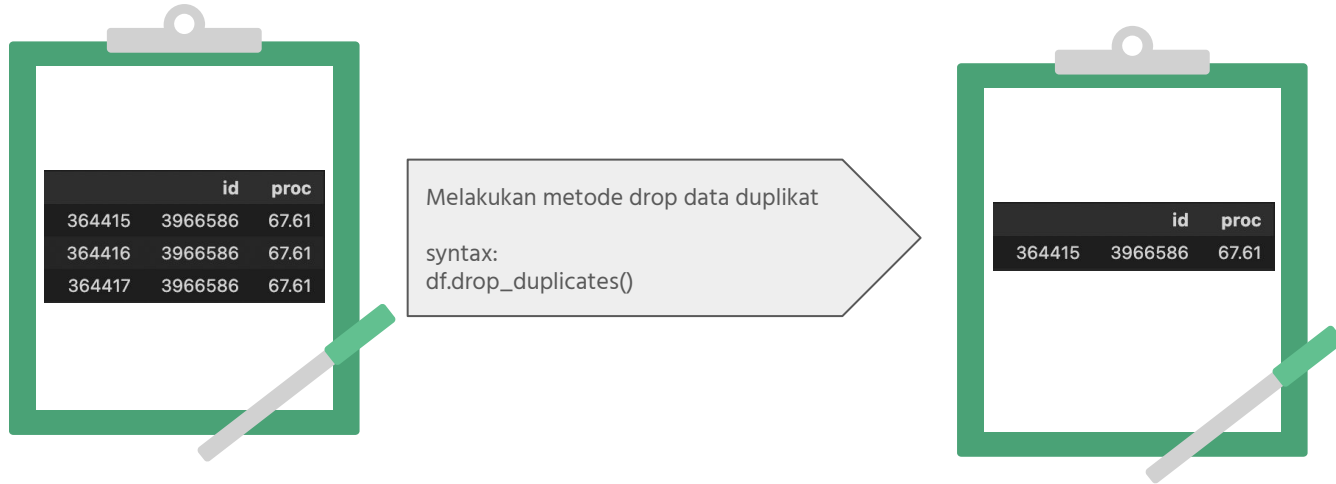 id proc
364415 3966586 67.61
364416 3966586 67.61
364417 3966586 67.61
Melakukan metode drop data duplikat
syntax:
df.drop_duplicates()
id proc
364415 3966586 67.61